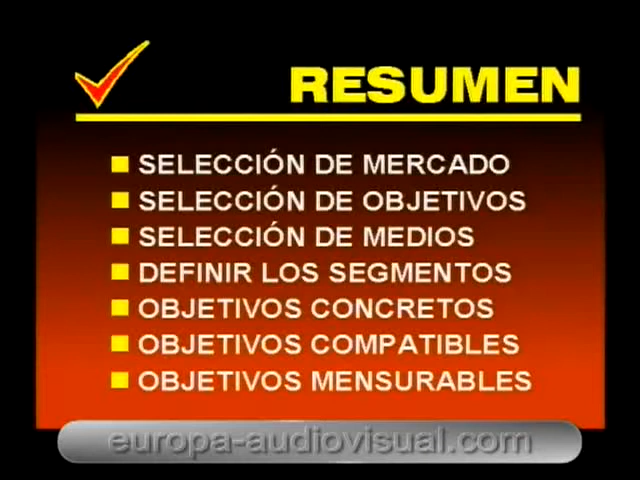 RESUMEN
SELECCIÓN DE MERCADO
SELECCIÓN DE OBJETIVOS
SELECCIÓN DE MEDIOS
DEFINIR LOS SEGMENTOS
OBJETIVOS CONCRETOS
OBJETIVOS COMPATIBLES
OBJETIVOS MENSURABLES
europa-audiovisual.com